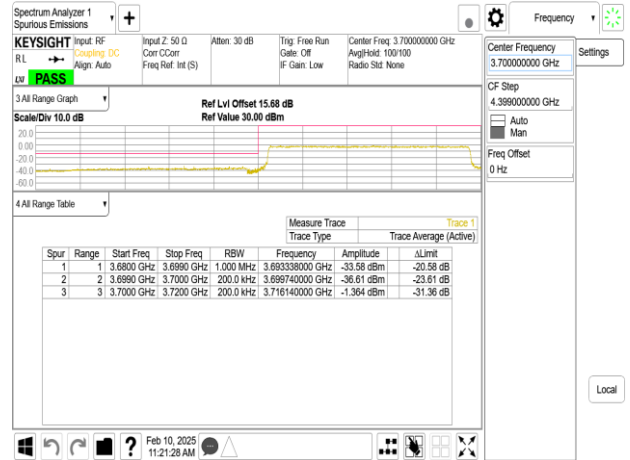 Spectrum Analyzer 1
Spurious Emissions
+
Frequency
KEYSIGHT
Input: RF
Input Z: 50 Ω
Atten: 30 dB
Trig: Free Run
Center Freq: 3.700000000 GHz
RL
Coupling: DC
Corr CCorr
Gate: Off
Avg|Hold: 100/100
Align: Auto
Freq Ref: Int (S)
IF Gain: Low
Radio Std: None
LXI
PASS
Center Frequency
3.700000000 GHz
Settings
CF Step
4.399000000 GHz
Auto
Man
Freq Offset
0 Hz
3 All Range Graph
Ref Lvl Offset 15.68 dB
Scale/Div 10.0 dB
Ref Value 30.00 dBm
20.0
0.00
-20.0
-40.0
-60.0
4 All Range Table
Measure Trace
Trace 1
Trace Type
Trace Average (Active)
Spur Range Start Freq Stop Freq RBW Frequency Amplitude ΔLimit
1 1 3.6800 GHz 3.6990 GHz 1.000 MHz 3.693338000 GHz -33.58 dBm -20.58 dB
2 2 3.6990 GHz 3.7000 GHz 200.0 kHz 3.699740000 GHz -36.61 dBm -23.61 dB
3 3 3.7000 GHz 3.7200 GHz 200.0 kHz 3.716140000 GHz -1.364 dBm -31.36 dB
Local
?
Feb 10, 2025
11:21:28 AM